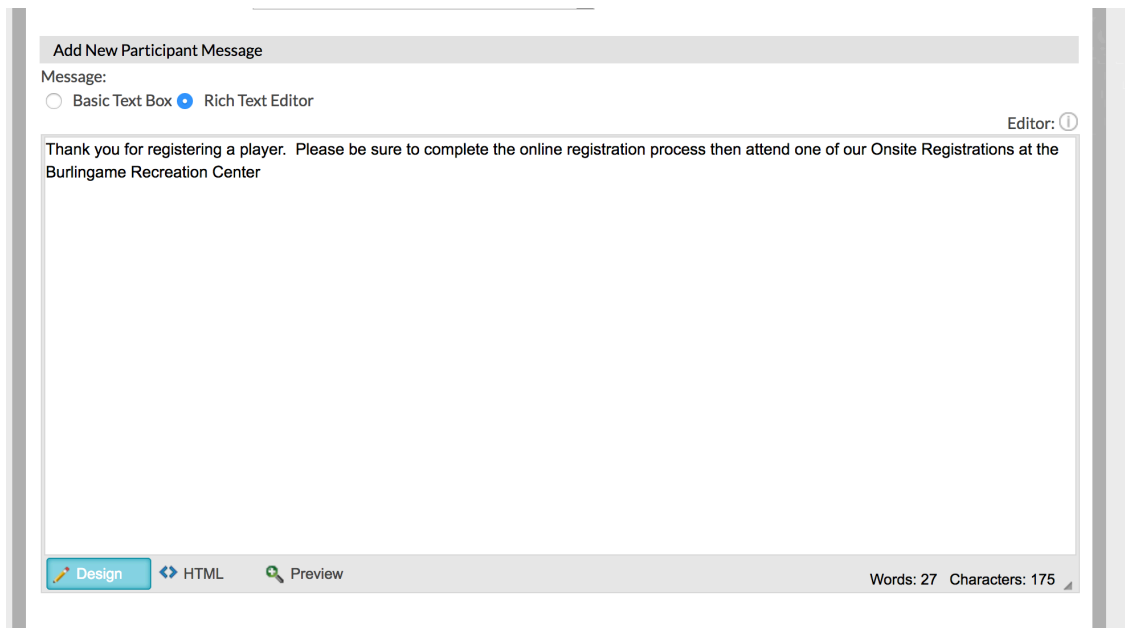 Add New Participant Message
Message:
Basic Text Box Rich Text Editor
Editor:
Thank you for registering a player.  Please be sure to complete the online registration process then attend one of our Onsite Registrations at the
Burlingame Recreation Center
Design HTML Preview Words: 27 Characters: 175